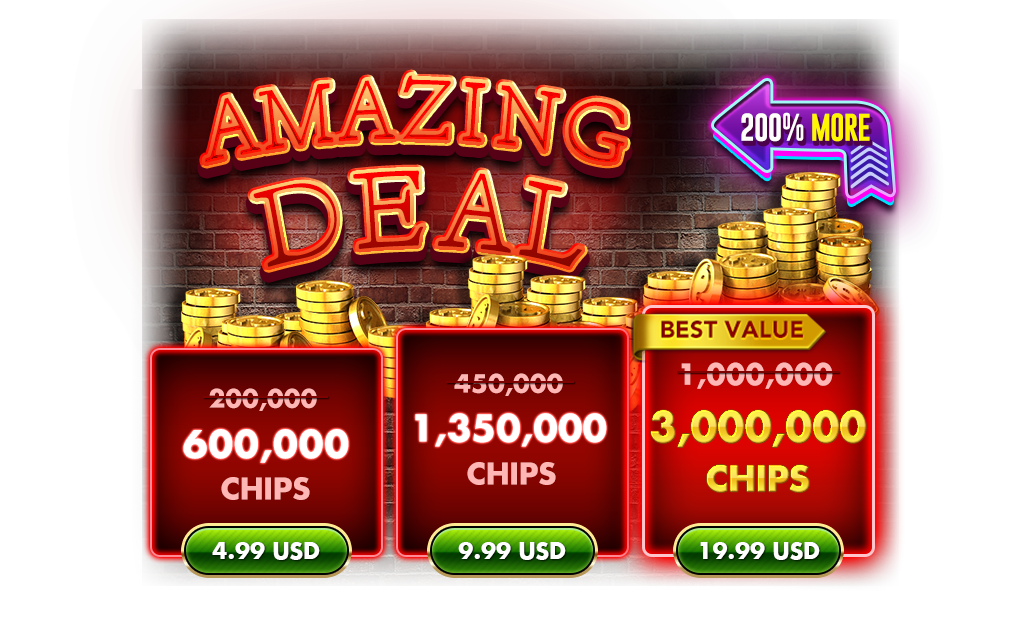 AMAZING
DEAL
200% MORE
200,000
600,000
CHIPS
4.99 USD
450,000
1,350,000
CHIPS
9.99 USD
BEST VALUE
1,000,000
3,000,000
CHIPS
19.99 USD